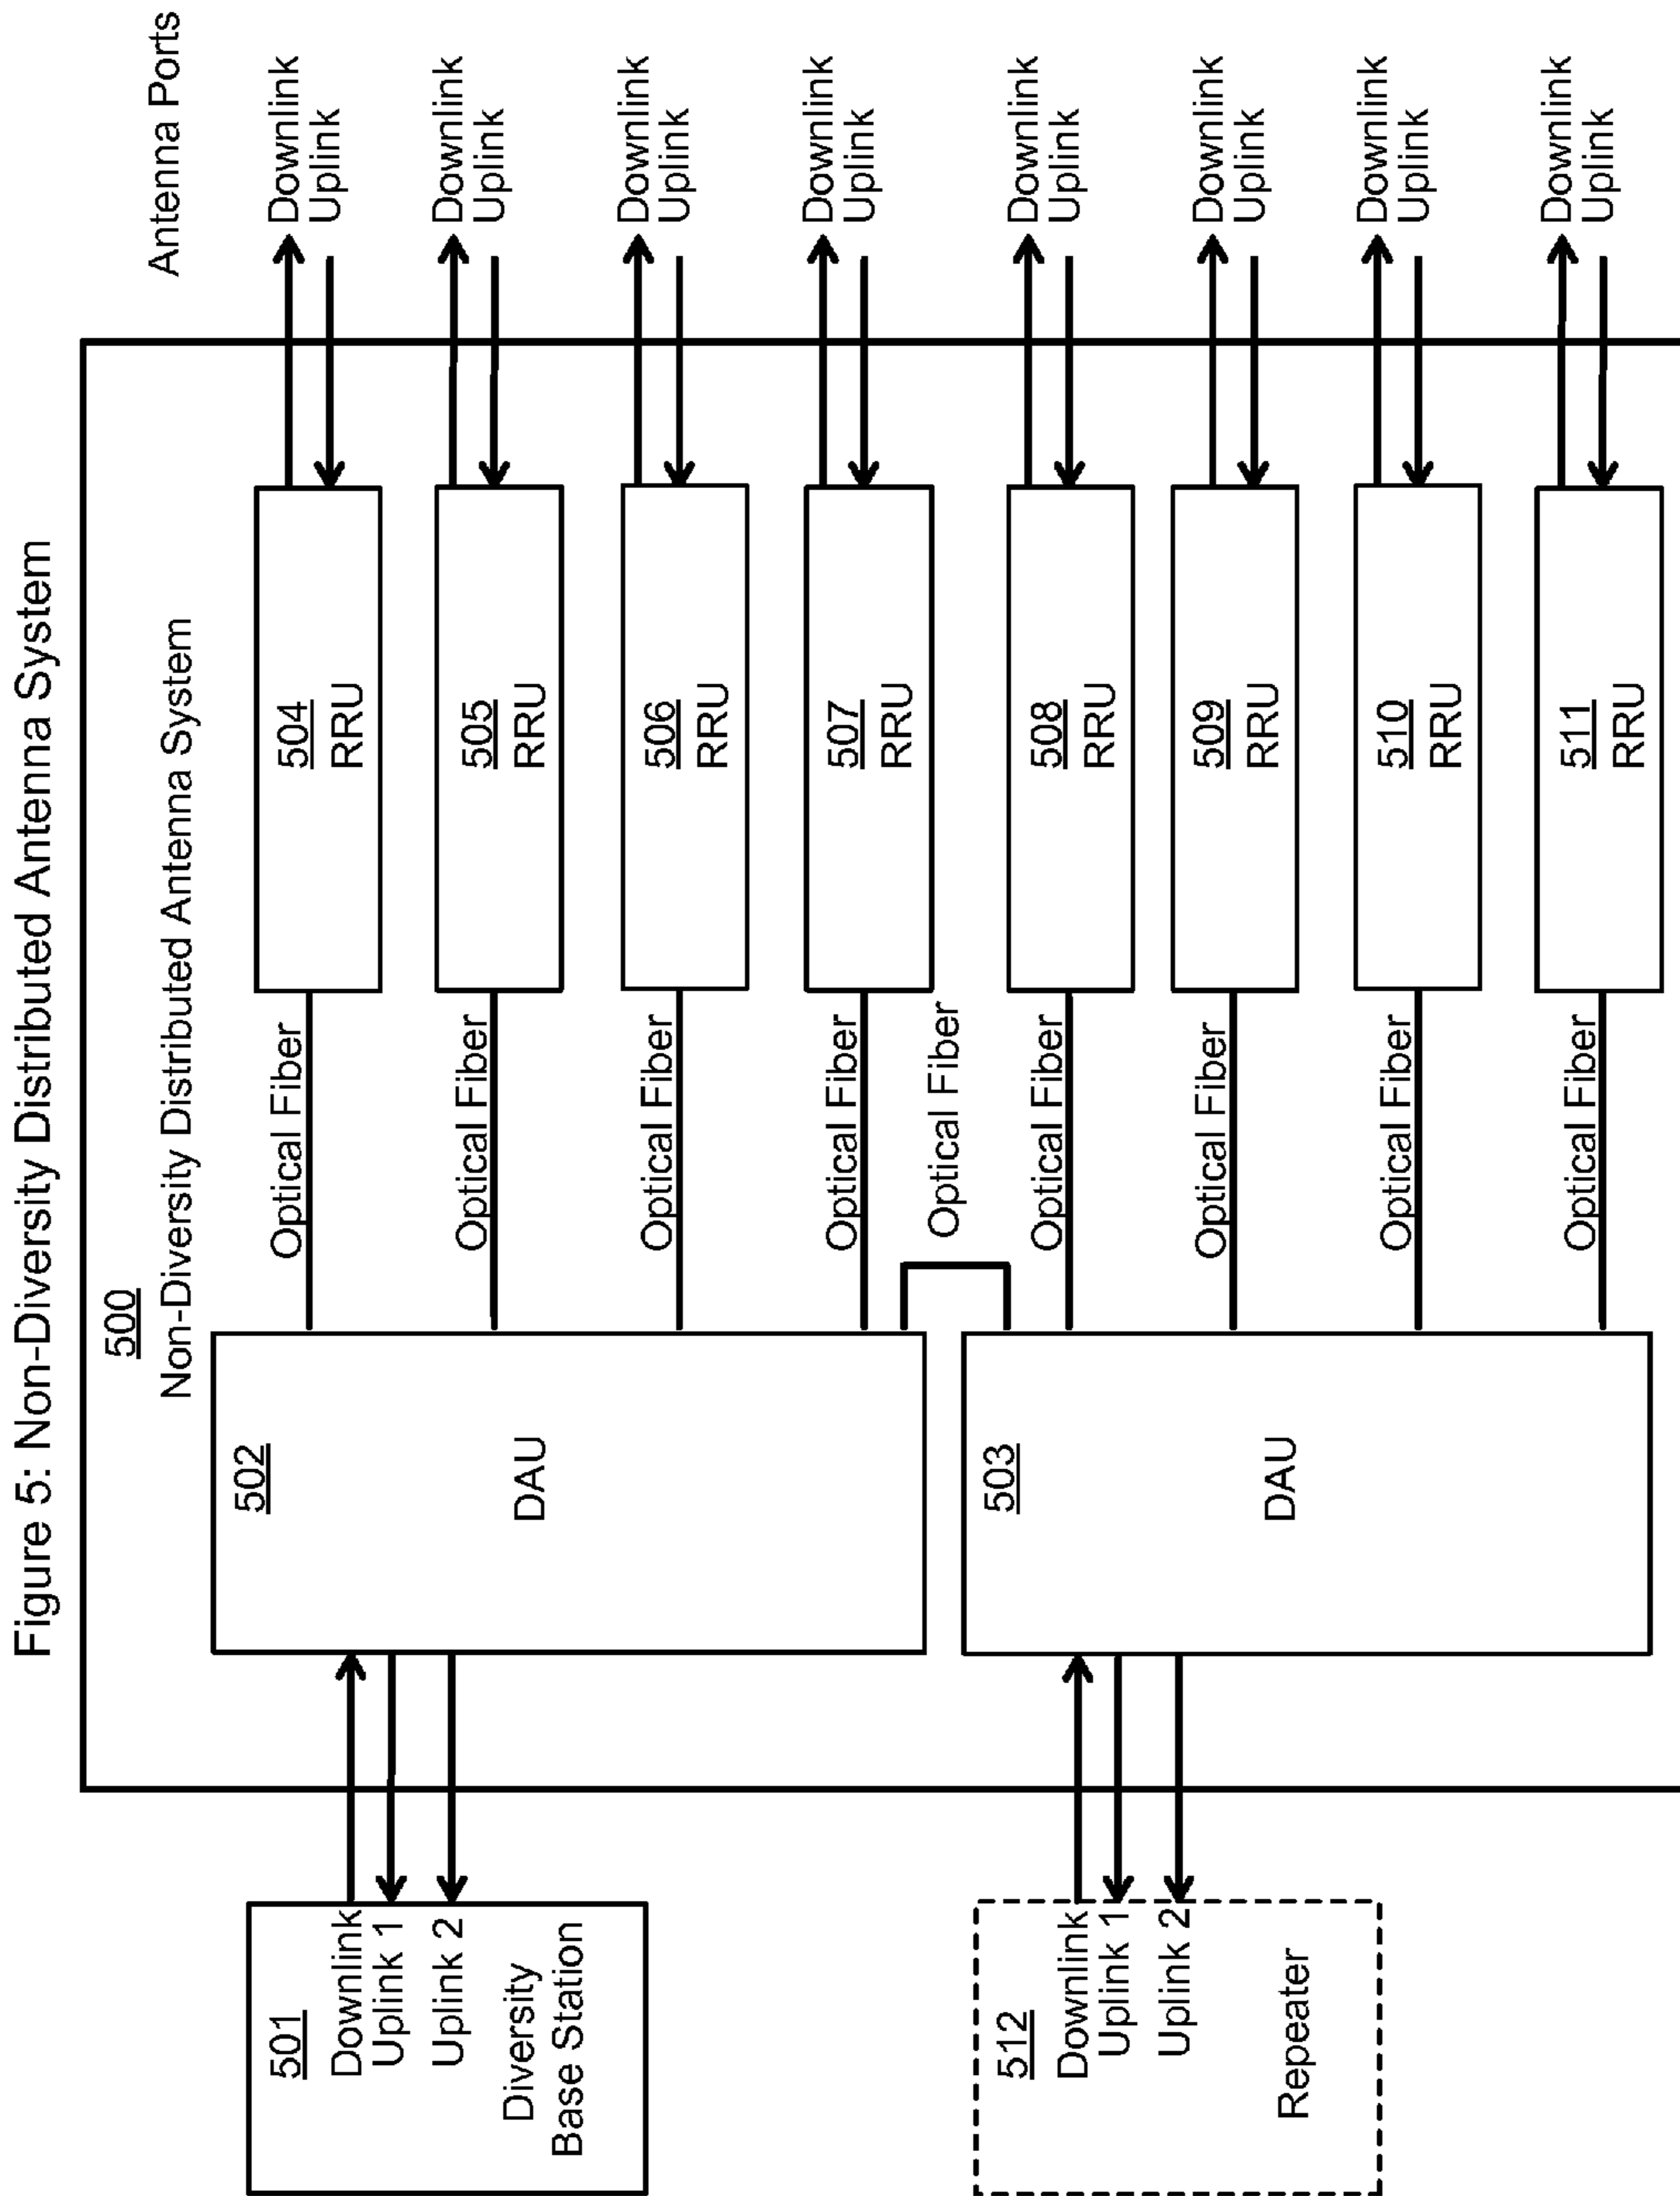 Figure 5: Non-Diversity Distributed Antenna System
500
Non-Diversity Distributed Antenna System
Antenna Ports
501
Downlink
Uplink 1
Uplink 2
Diversity
Base Station
502
DAU
Optical Fiber
504
RRU
Downlink
Uplink
Optical Fiber
505
RRU
Downlink
Uplink
Optical Fiber
506
RRU
Downlink
Uplink
Optical Fiber
507
RRU
Downlink
Uplink
Optical Fiber
512
Downlink
Uplink 1
Uplink 2
Repeater
503
DAU
Optical Fiber
508
RRU
Downlink
Uplink
Optical Fiber
509
RRU
Downlink
Uplink
Optical Fiber
510
RRU
Downlink
Uplink
Optical Fiber
511
RRU
Downlink
Uplink